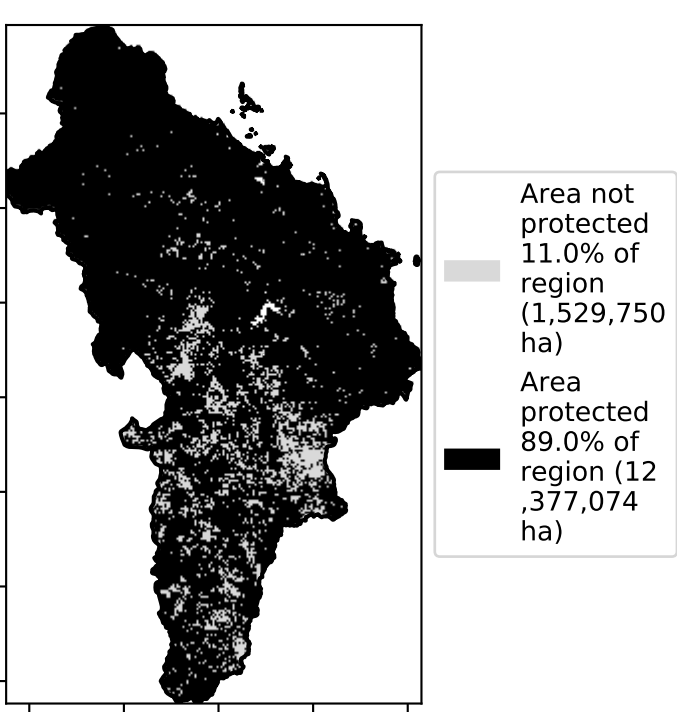 Area not
protected
11.0% of
region
(1,529,750
ha)
Area
protected
89.0% of
region (12
,377,074
ha)